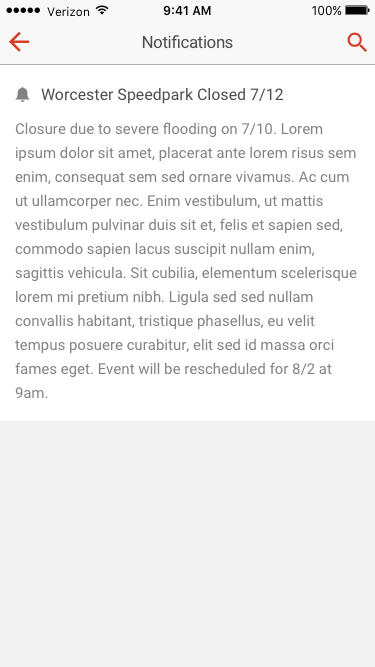 Verizon 9:41 AM 100%
Notifications
Worcester Speedpark Closed 7/12
Closure due to severe flooding on 7/10. Lorem
ipsum dolor sit amet, placerat ante lorem risus sem
enim, consequat sem sed ornare vivamus. Ac cum
ut ullamcorper nec. Enim vestibulum, ut mattis
vestibulum pulvinar duis sit et, felis et sapien sed,
commodo sapien lacus suscipit nullam enim,
sagittis vehicula. Sit cubilia, elementum scelerisque
lorem mi pretium nibh. Ligula sed sed nullam
convallis habitant, tristique phasellus, eu velit
tempus posuere curabitur, elit sed id massa orci
fames eget. Event will be rescheduled for 8/2 at
9am.